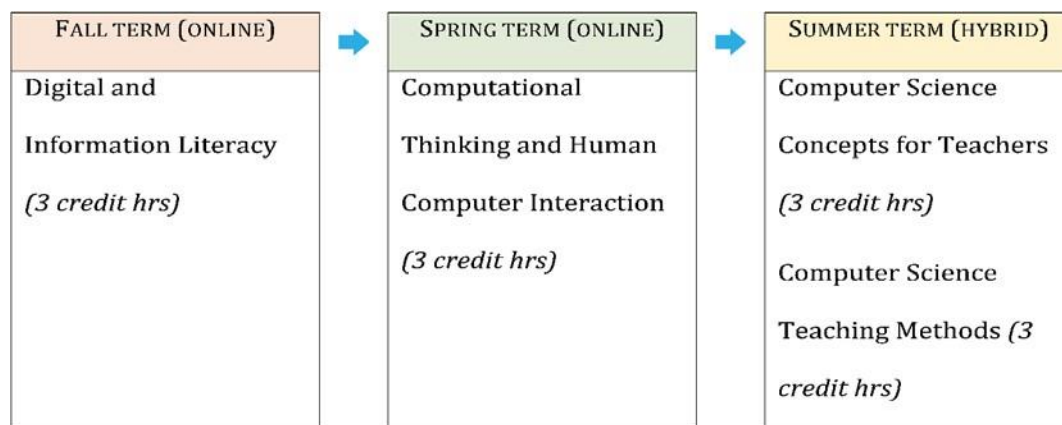 FALL TERM (ONLINE)
Digital and
Information Literacy
(3 credit hrs)
SPRING TERM (ONLINE)
Computational
Thinking and Human
Computer Interaction
(3 credit hrs)
SUMMER TERM (HYBRID)
Computer Science
Concepts for Teachers
(3 credit hrs)
Computer Science
Teaching Methods (3
credit hrs)